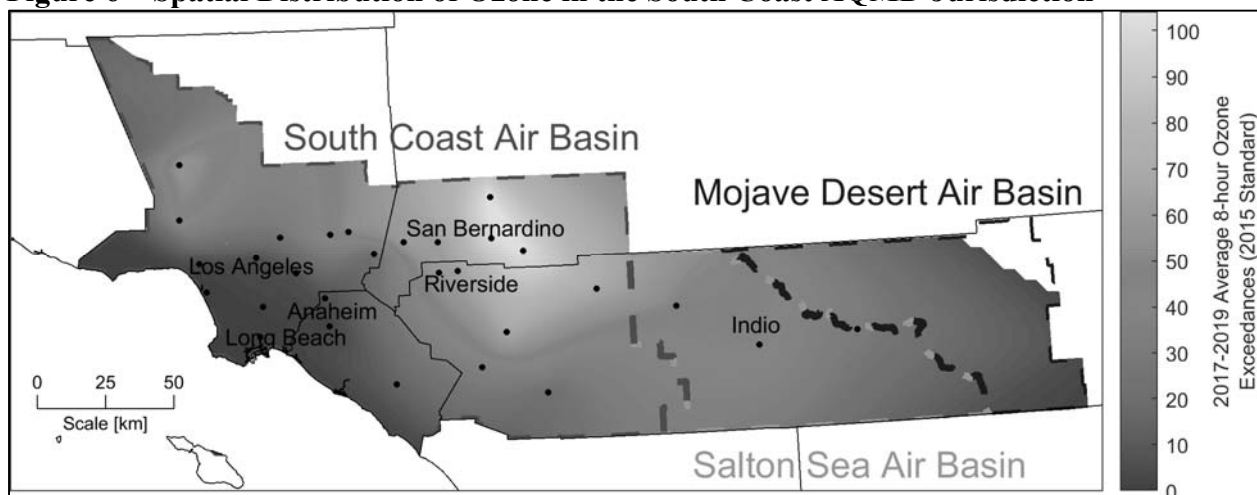 Figure 6 – Spatial Distribution of Ozone in the South Coast AQMD Jurisdiction
South Coast Air Basin
Mojave Desert Air Basin
San Bernardino
Los Angeles
Riverside
Anaheim
Indio
Long Beach
0 25 50
Scale [km]
Salton Sea Air Basin
100
90
80
70
60
50
40
30
20
10
0
2017-2019 Average 8-hour Ozone
Exceedances (2015 Standard)